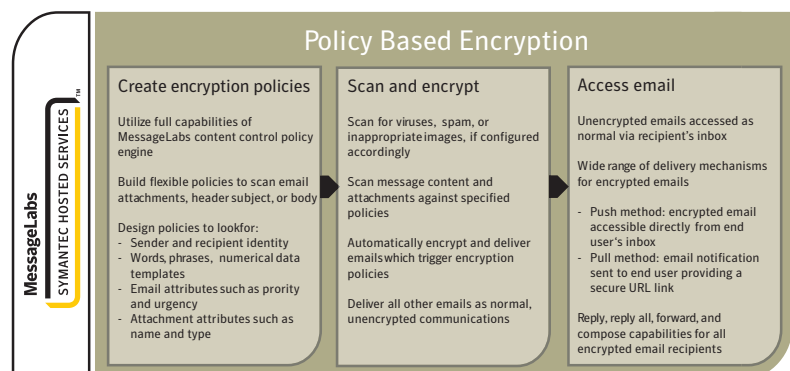 MessageLabs
SYMANTEC HOSTED SERVICES™
Policy Based Encryption
Create encryption policies
Utilize full capabilities of
MessageLabs content control policy
engine
Build flexible policies to scan email
attachments, header subject, or body
Design policies to lookfor:
- Sender and recipient identity
- Words, phrases, numerical data
templates
- Email attributes such as prority
and urgency
- Attachment attributes such as
name and type
Scan and encrypt
Scan for viruses, spam, or
inappropriate images, if configured
accordingly
Scan message content and
attachments against specified
policies
Automatically encrypt and deliver
emails which trigger encryption
policies
Deliver all other emails as normal,
unencrypted communications
Access email
Unencrypted emails accessed as
normal via recipient's inbox
Wide range of delivery mechanisms
for encrypted emails
- Push method: encrypted email
accessible directly from end
user's inbox
- Pull method: email notification
sent to end user providing a
secure URL link
Reply, reply all, forward, and
compose capabilities for all
encrypted email recipients